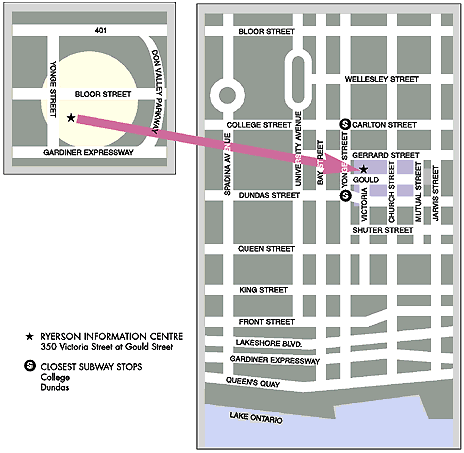 401
YONGE STREET
DON VALLEY PARKWAY
BLOOR STREET
GARDINER EXPRESSWAY
BLOOR STREET
WELLESLEY STREET
COLLEGE STREET
S
CARLTON STREET
SPADINA AVENUE
UNIVERSITY AVENUE
BAY STREET
YONGE STREET
GERRARD STREET
GOULD
VICTORIA
CHURCH STREET
MUTUAL STREET
JARVIS STREET
DUNDAS STREET
S
SHUTER STREET
QUEEN STREET
KING STREET
FRONT STREET
LAKESHORE BLVD.
GARDINER EXPRESSWAY
QUEEN'S QUAY
LAKE ONTARIO
★ RYERSON INFORMATION CENTRE
350 Victoria Street at Gould Street
S CLOSEST SUBWAY STOPS
College
Dundas